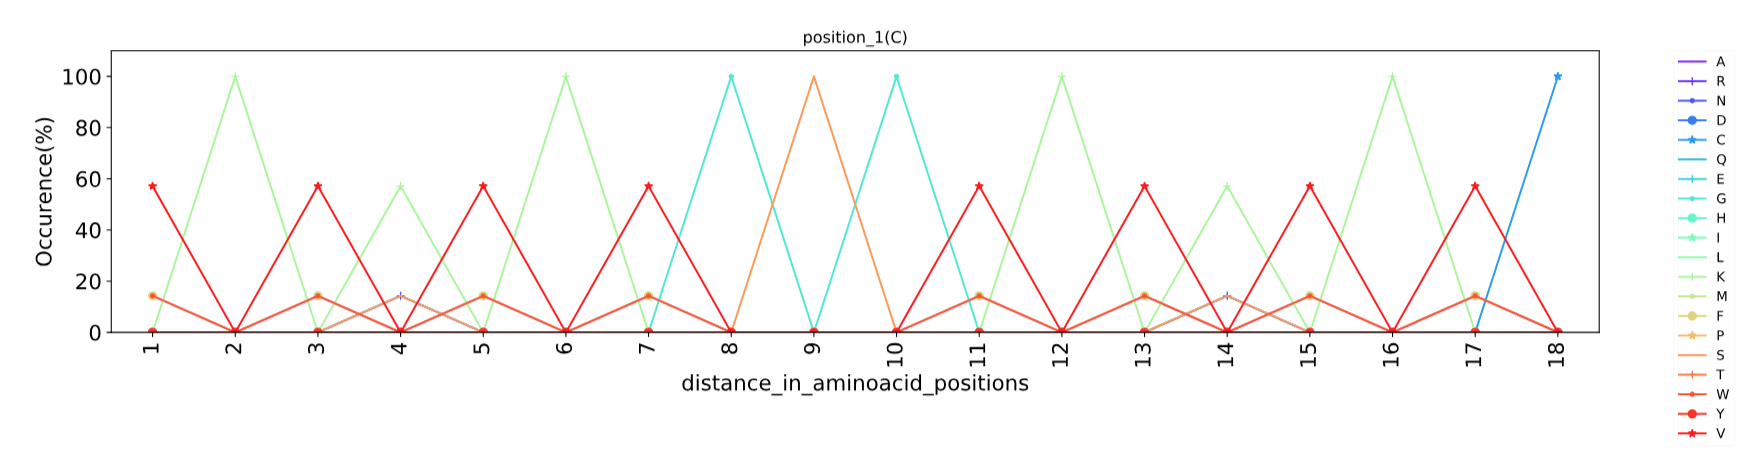 position_1(C)
Occurence(%)
100
80
60
40
20
0
1 2 3 4 5 6 7 8 9 10 11 12 13 14 15 16 17 18
distance_in_aminoacid_positions
A
R
N
D
C
Q
E
G
H
I
L
K
M
F
P
S
T
W
Y
V